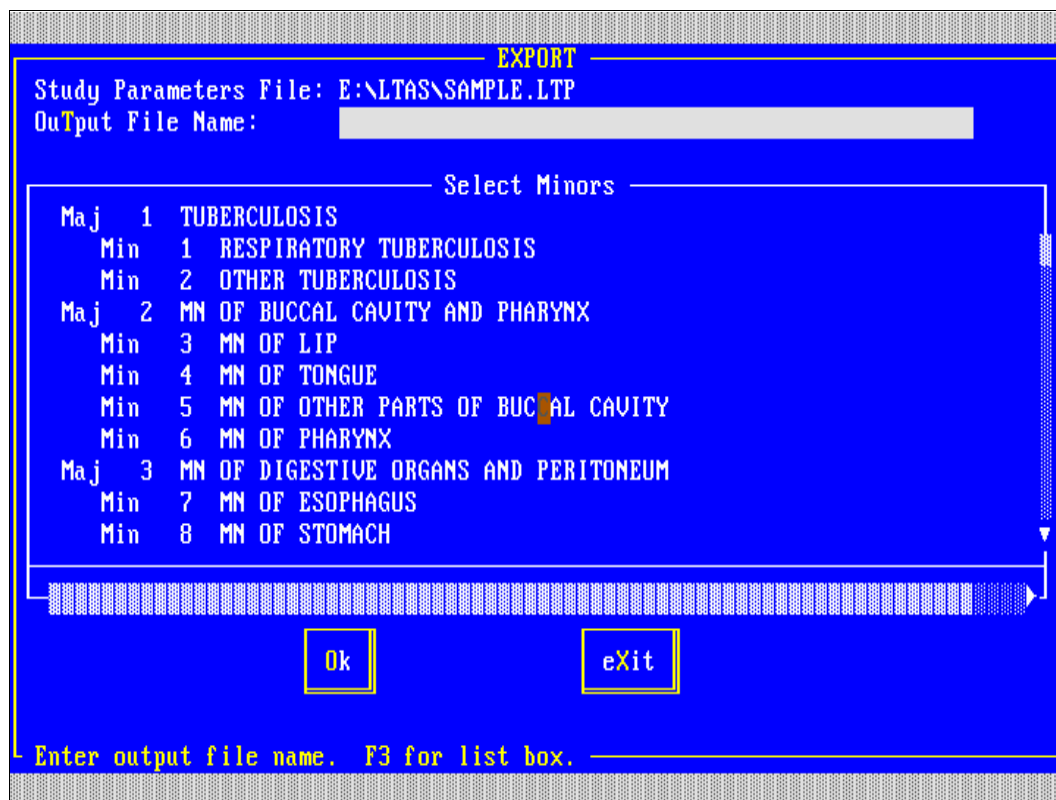 EXPORT
Study Parameters File: E:\LTAS\SAMPLE.LTP
OuTput File Name:
Select Minors
Maj 1 TUBERCULOSIS
Min 1 RESPIRATORY TUBERCULOSIS
Min 2 OTHER TUBERCULOSIS
Maj 2 MN OF BUCCAL CAVITY AND PHARYNX
Min 3 MN OF LIP
Min 4 MN OF TONGUE
Min 5 MN OF OTHER PARTS OF BUCCAL CAVITY
Min 6 MN OF PHARYNX
Maj 3 MN OF DIGESTIVE ORGANS AND PERITONEUM
Min 7 MN OF ESOPHAGUS
Min 8 MN OF STOMACH
Ok eXit
Enter output file name. F3 for list box.